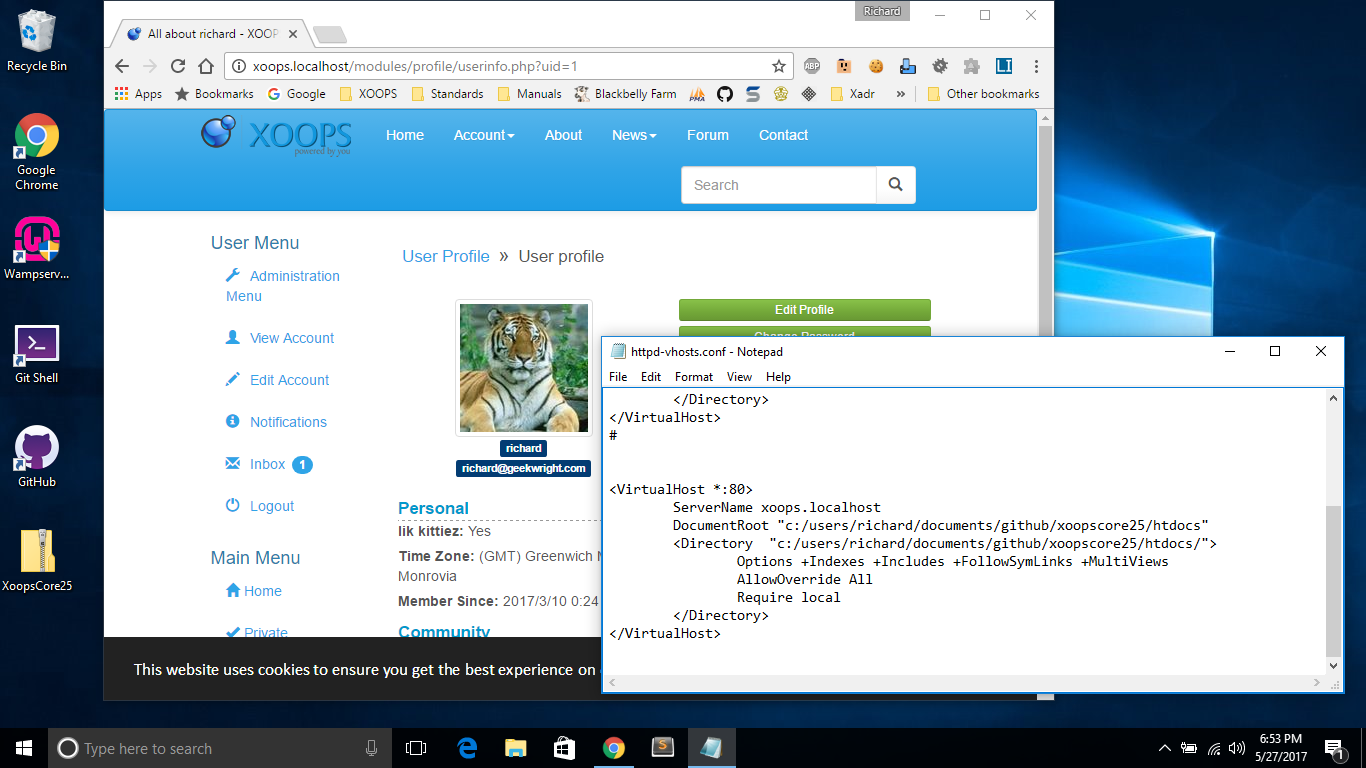 Recycle Bin
Google
Chrome
Wampserv...
Git Shell
GitHub
XoopsCore25
Richard
All about richard - XOOP
xoops.localhost/modules/profile/userinfo.php?uid=1
ABP
LI
Apps
Bookmarks
Google
XOOPS
Standards
Manuals
Blackbelly Farm
PMA
Xadr
»
Other bookmarks
XOOPS
powered by you
Home
Account
About
News
Forum
Contact
Search
User Menu
Administration
Menu
View Account
Edit Account
Notifications
Inbox 1
Logout
Main Menu
Home
Private
User Profile » User profile
Edit Profile
Change Password
richard
richard@geekwright.com
Personal
lik kittiez: Yes
Time Zone: (GMT) Greenwich
Monrovia
Member Since: 2017/3/10 0:24
Community
This website uses cookies to ensure you get the best experience on
httpd-vhosts.conf - Notepad
File Edit Format View Help
</Directory>
</VirtualHost>
#
<VirtualHost *:80>
ServerName xoops.localhost
DocumentRoot "c:/users/richard/documents/github/xoopscore25/htdocs"
<Directory  "c:/users/richard/documents/github/xoopscore25/htdocs/">
Options +Indexes +Includes +FollowSymLinks +MultiViews
AllowOverride All
Require local
</Directory>
</VirtualHost>
Type here to search
6:53 PM
5/27/2017
1